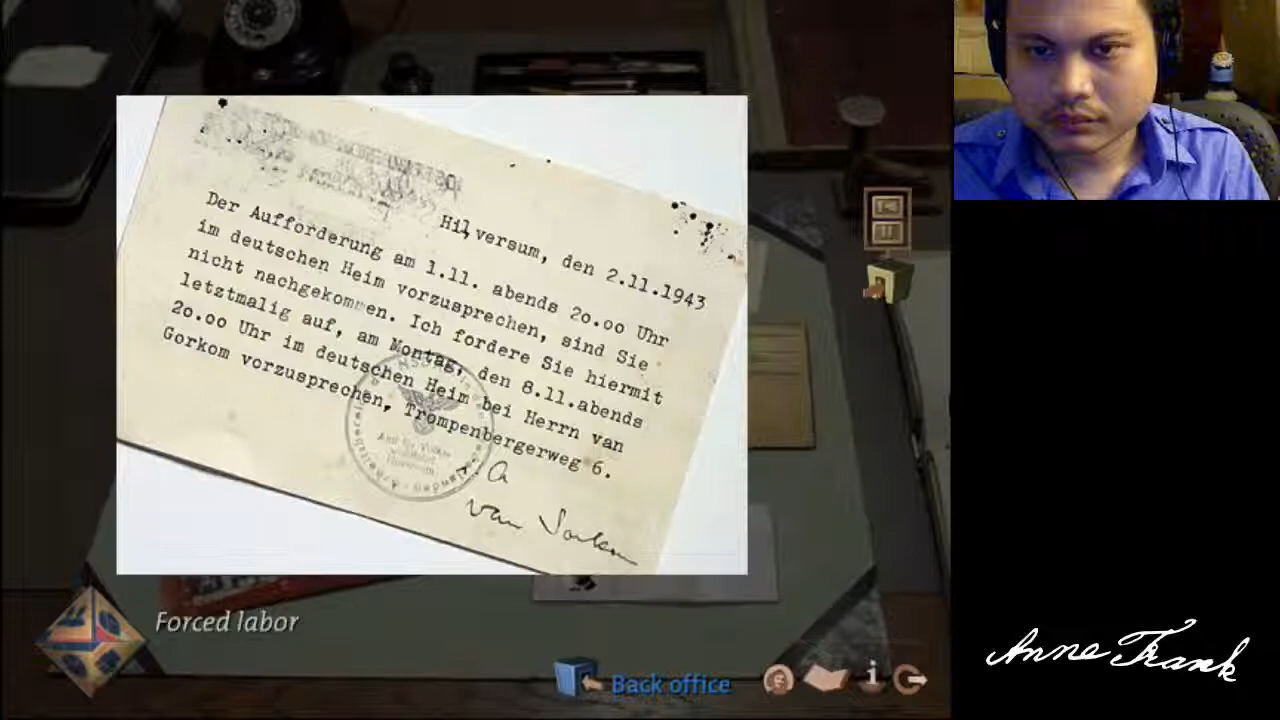 Hilversum, den 2.11.1943
Der Aufforderung am 1.11. abends 20.00 Uhr
im deutschen Heim vorzusprechen, sind Sie
nicht nachgekommen. Ich fordere Sie hiermit
letztmalig auf, am Montag, den 8.11.abends
20.00 Uhr im deutschen Heim bei Herrn van
Gorkom vorzusprechen, Trompenbergerweg 6.
van Gorkom
Forced labor
Back office
Anne Frank